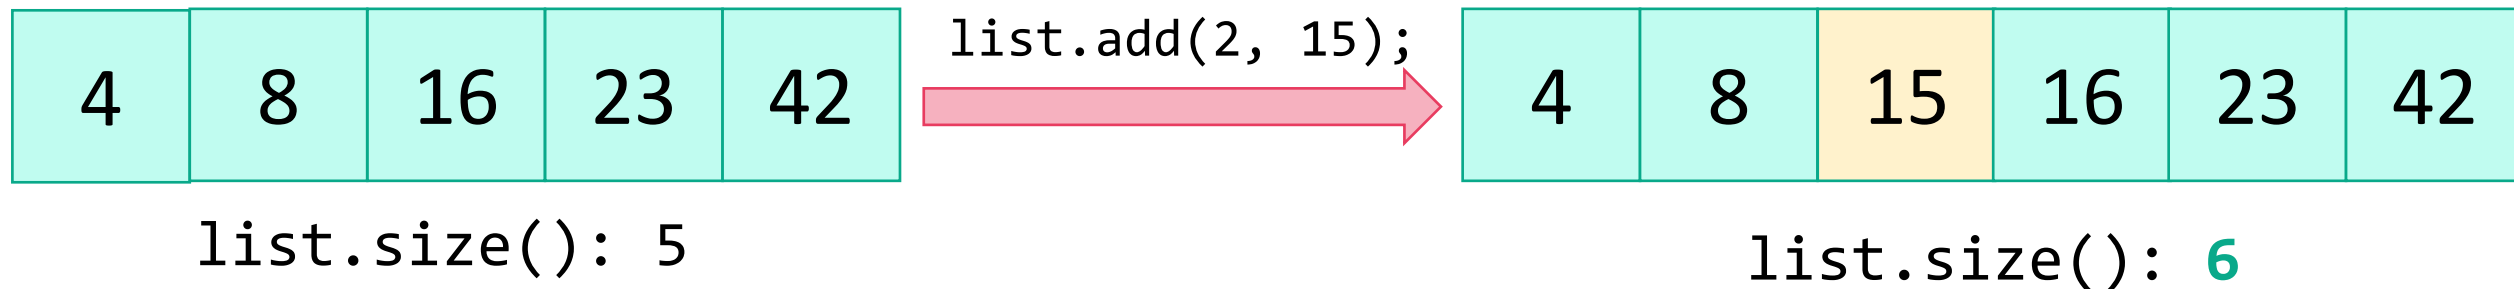 4 8 16 23 42
list.add(2, 15);
4 8 15 16 23 42
list.size(): 5
list.size(): 6